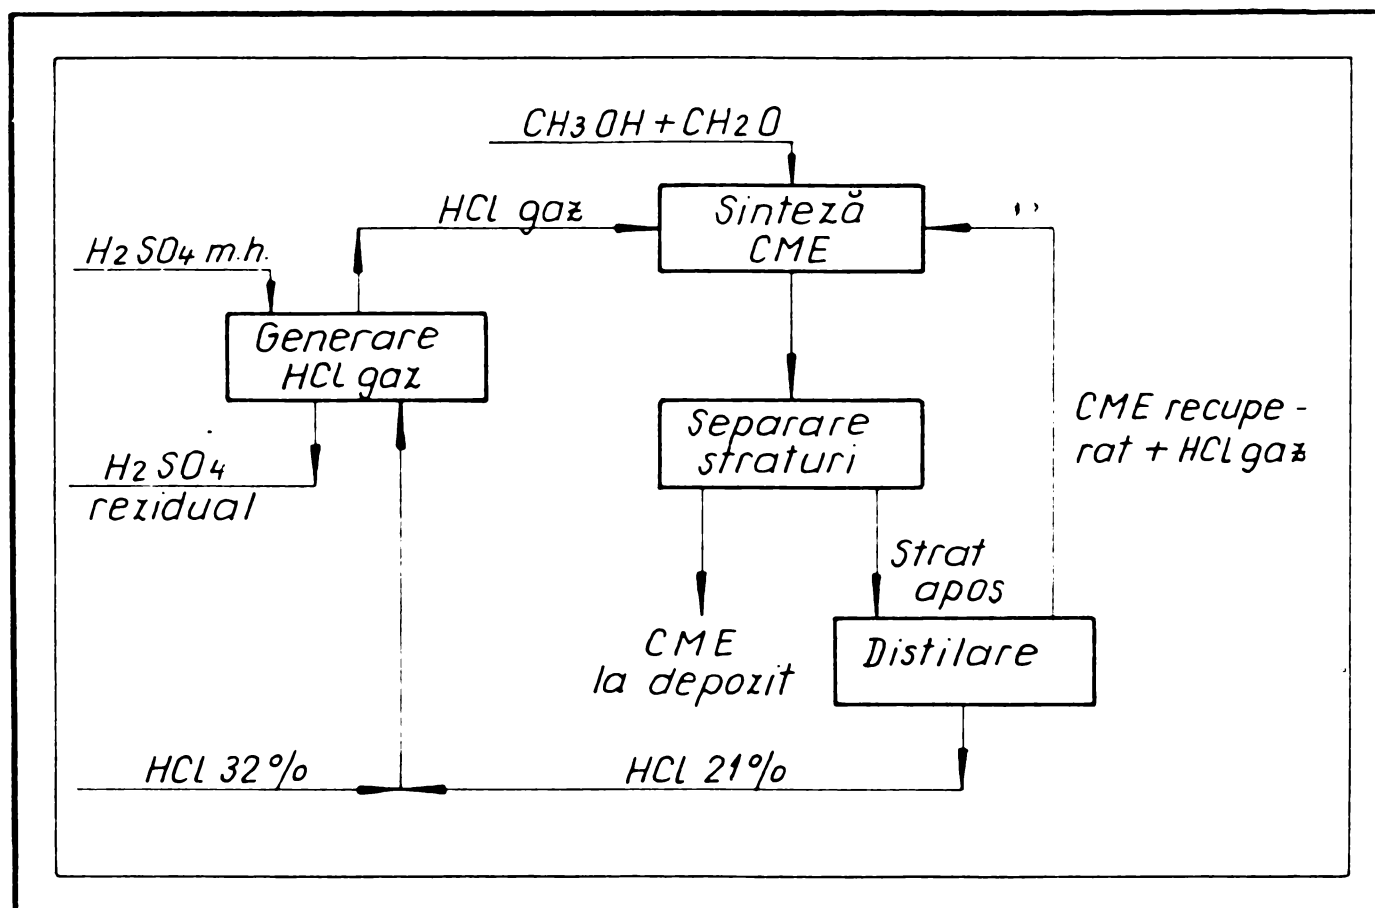 CH3OH + CH2O
HCl gaz
Sinteză
CME
H2SO4 m.h.
Generare
HCl gaz
CME recupe-
rat + HCl gaz
Separare
straturi
H2SO4
rezidual
Strat
apos
CME
la depozit
Distilare
HCl 32%
HCl 21%